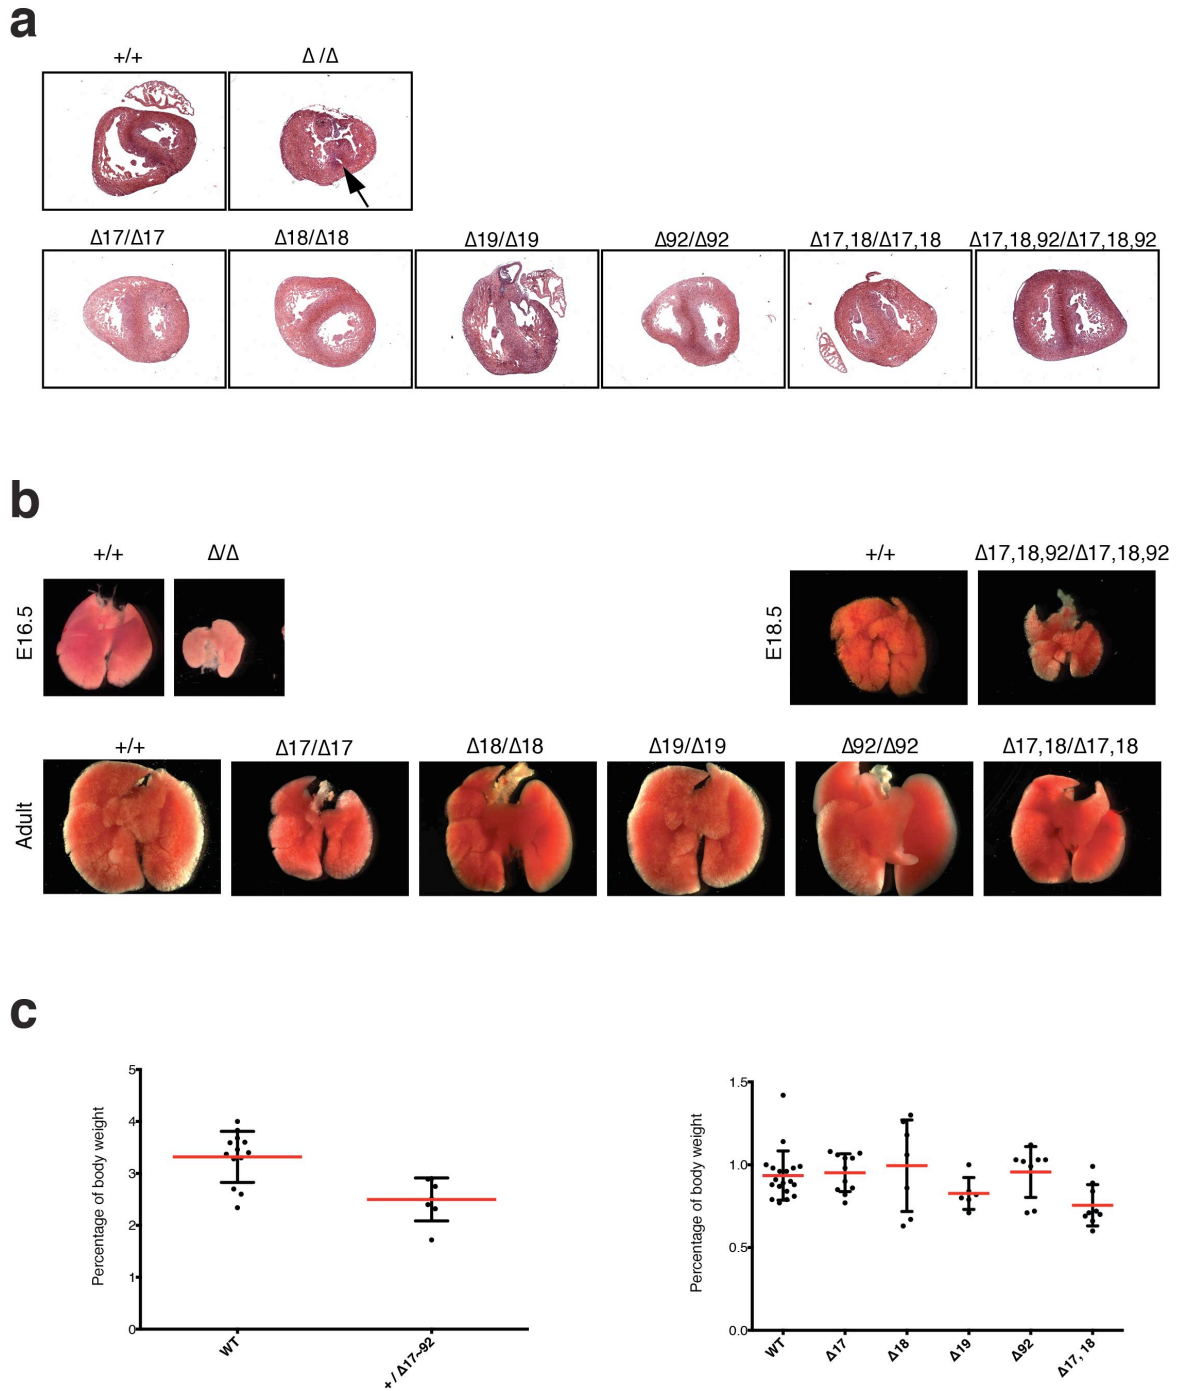 a
+/+ Δ /Δ
Δ17/Δ17 Δ18/Δ18 Δ19/Δ19 Δ92/Δ92 Δ17,18/Δ17,18 Δ17,18,92/Δ17,18,92
b
+/+ Δ/Δ +/+ Δ17,18,92/Δ17,18,92
E16.5 E18.5
+/+ Δ17/Δ17 Δ18/Δ18 Δ19/Δ19 Δ92/Δ92 Δ17,18/Δ17,18
Adult
c
Percentage of body weight
5
4
3
2
1
0
WT +/Δ17~92
Percentage of body weight
1.5
1.0
0.5
0.0
WT Δ17 Δ18 Δ19 Δ92 Δ17, 18